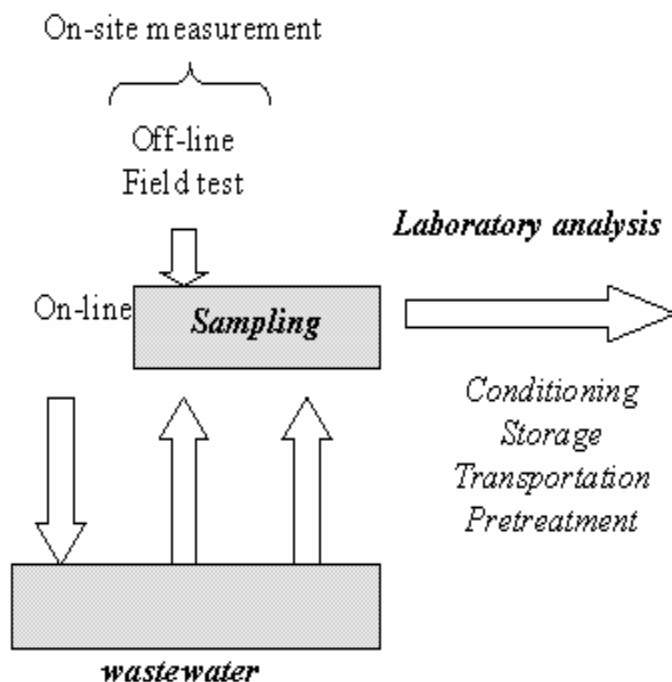 On-site measurement
Off-line
Field test
Laboratory analysis
On-line
Sampling
Conditioning
Storage
Transportation
Pretreatment
wastewater